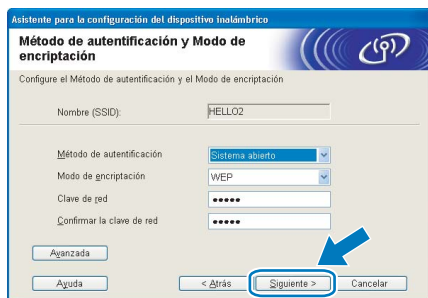 Asistente para la configuración del dispositivo inalámbrico
Método de autentificación y Modo de
encriptación
Configure el Método de autentificación y el Modo de encriptación
Nombre (SSID): HELLO2
Método de autentificación Sistema abierto
Modo de encriptación WEP
Clave de red •••••
Confirmar la clave de red •••••
Avanzada
Ayuda < Atrás Siguiente > Cancelar